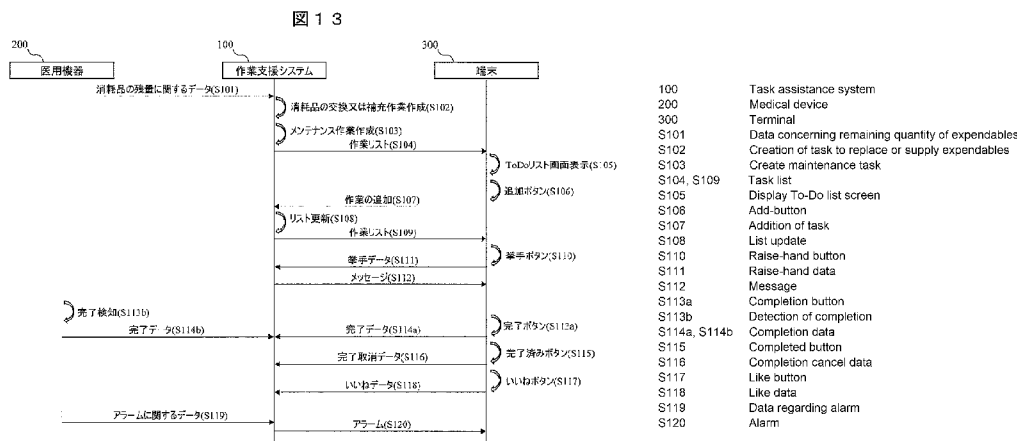 図13
200
100
300
医用機器
作業支援システム
端末
消耗品の残量に関するデータ(S101)
消耗品の交換又は補充作業作成(S102)
メンテナンス作業作成(S103)
作業リスト(S104)
ToDoリスト画面表示(S105)
追加ボタン(S106)
作業の追加(S107)
リスト更新(S108)
作業リスト(S109)
挙手ボタン(S110)
挙手データ(S111)
メッセージ(S112)
完了検知(S113b)
完了ボタン(S113a)
完了データ(S114b)
完了データ(S114a)
完了済みボタン(S115)
完了取消データ(S116)
いいねボタン(S117)
いいねデータ(S118)
アラームに関するデータ(S119)
アラーム(S120)
100 Task assistance system
200 Medical device
300 Terminal
S101 Data concerning remaining quantity of expendables
S102 Creation of task to replace or supply expendables
S103 Create maintenance task
S104, S109 Task list
S105 Display To-Do list screen
S106 Add-button
S107 Addition of task
S108 List update
S110 Raise-hand button
S111 Raise-hand data
S112 Message
S113a Completion button
S113b Detection of completion
S114a, S114b Completion data
S115 Completed button
S116 Completion cancel data
S117 Like button
S118 Like data
S119 Data regarding alarm
S120 Alarm